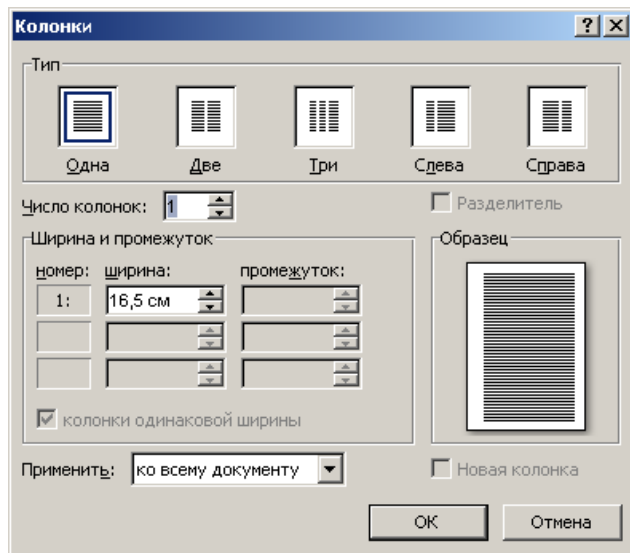 Колонки
Тип
Одна Две Три Слева Справа
Число колонок: 1 Разделитель
Ширина и промежуток Образец
номер: ширина: промежуток:
1: 16,5 см
колонки одинаковой ширины
Применить: ко всему документу Новая колонка
ОК Отмена